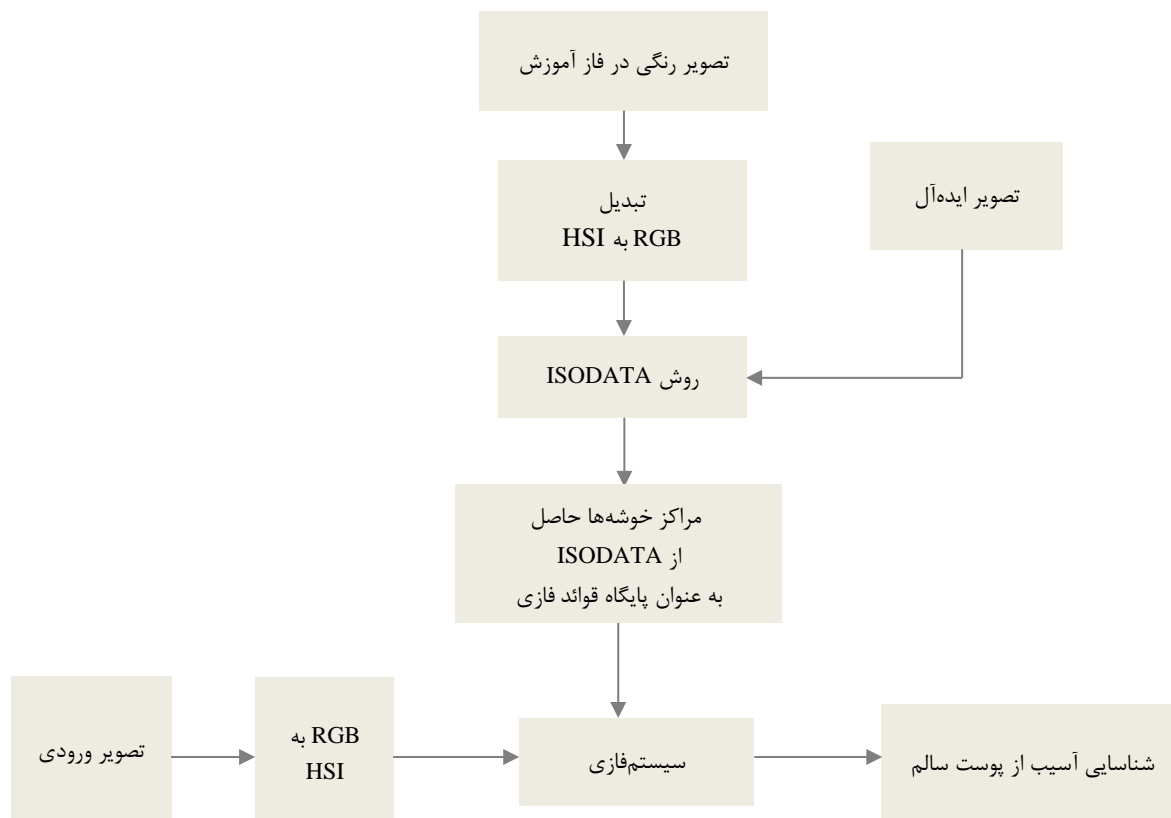 تصویر رنگی در فاز آموزش
تبدیل
RGB به HSI
تصویر ایده‌آل
روش ISODATA
مراکز خوشه‌ها حاصل
از ISODATA
به عنوان پایگاه قوائد فازی
تصویر ورودی
RGB به
HSI
سیستم‌فازی
شناسایی آسیب از پوست سالم